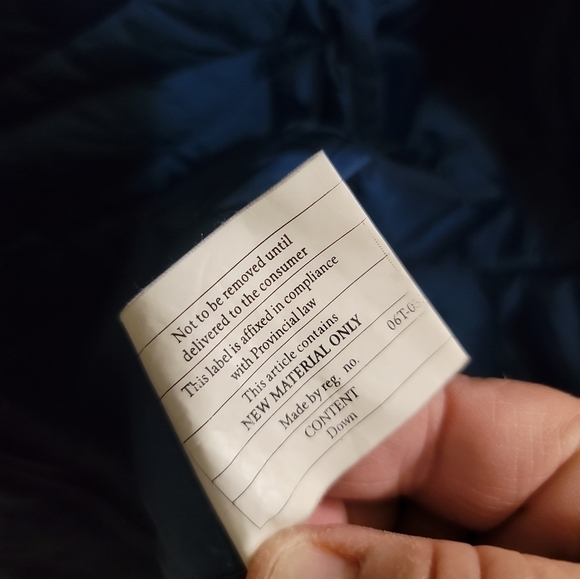 Not to be removed until
delivered to the consumer
This label is affixed in compliance
with Provincial law
This article contains
NEW MATERIAL ONLY
Made by reg. no. 06T-0
CONTENT
Down